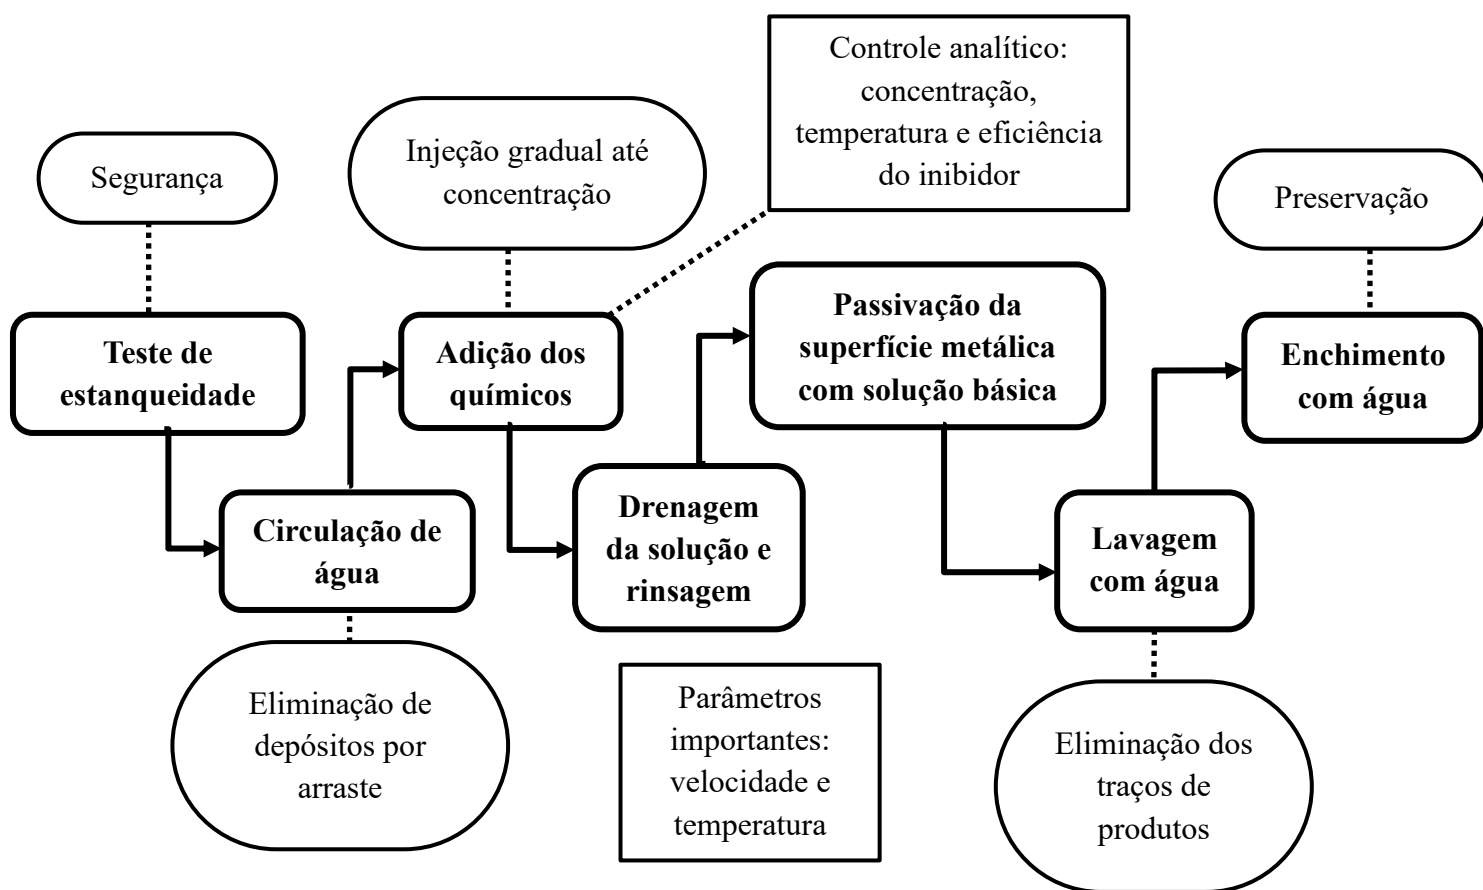 Controle analítico:
concentração,
temperatura e eficiência
do inibidor
Injeção gradual até
concentração
Segurança
Preservação
Teste de
estanqueidade
Adição dos
químicos
Passivação da
superfície metálica
com solução básica
Enchimento
com água
Circulação de
água
Drenagem
da solução e
rinsagem
Lavagem
com água
Eliminação de
depósitos por
arraste
Parâmetros
importantes:
velocidade e
temperatura
Eliminação dos
traços de
produtos